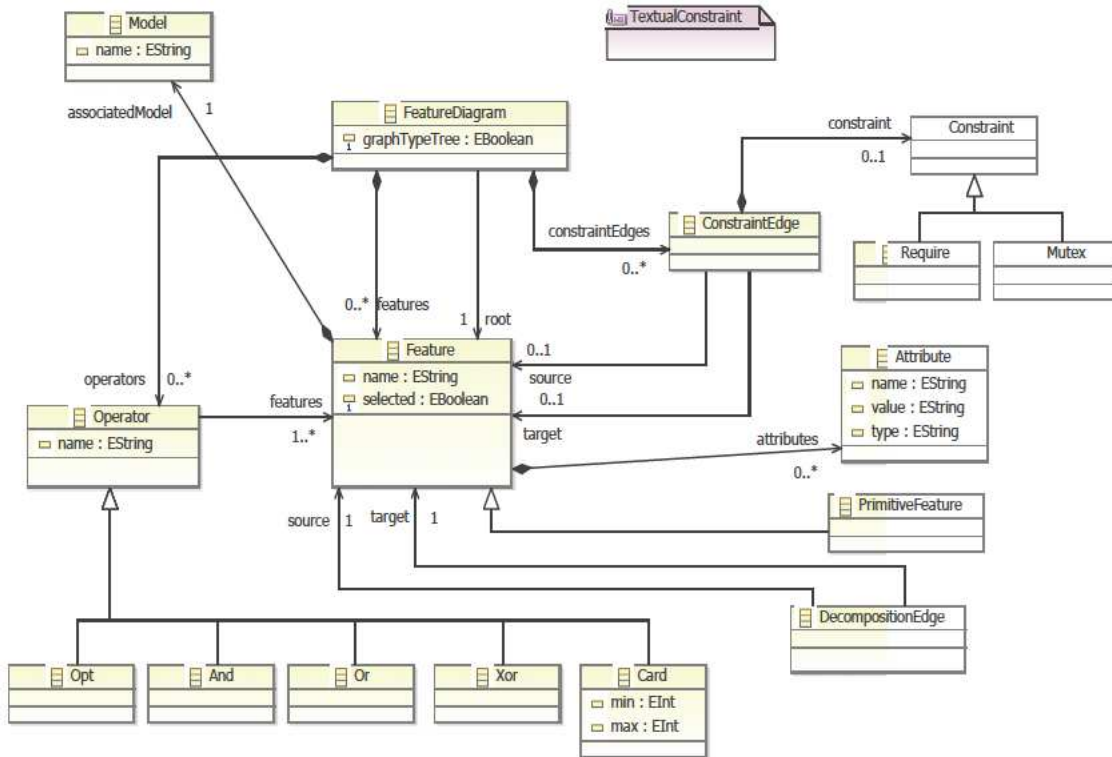 Model
name : EString
TextualConstraint
associatedModel 1
FeatureDiagram
graphTypeTree : EBoolean
1
constraint
0..1
Constraint
constraintEdges
0..*
ConstraintEdge
Require
Mutex
0..* features
1 root
Feature
name : EString
selected : EBoolean
1
0..1
source
0..1
target
Attribute
name : EString
value : EString
type : EString
operators 0..*
features
1..*
Operator
name : EString
attributes
0..*
source 1
target 1
PrimitiveFeature
DecompositionEdge
Opt
And
Or
Xor
Card
min : EInt
max : EInt